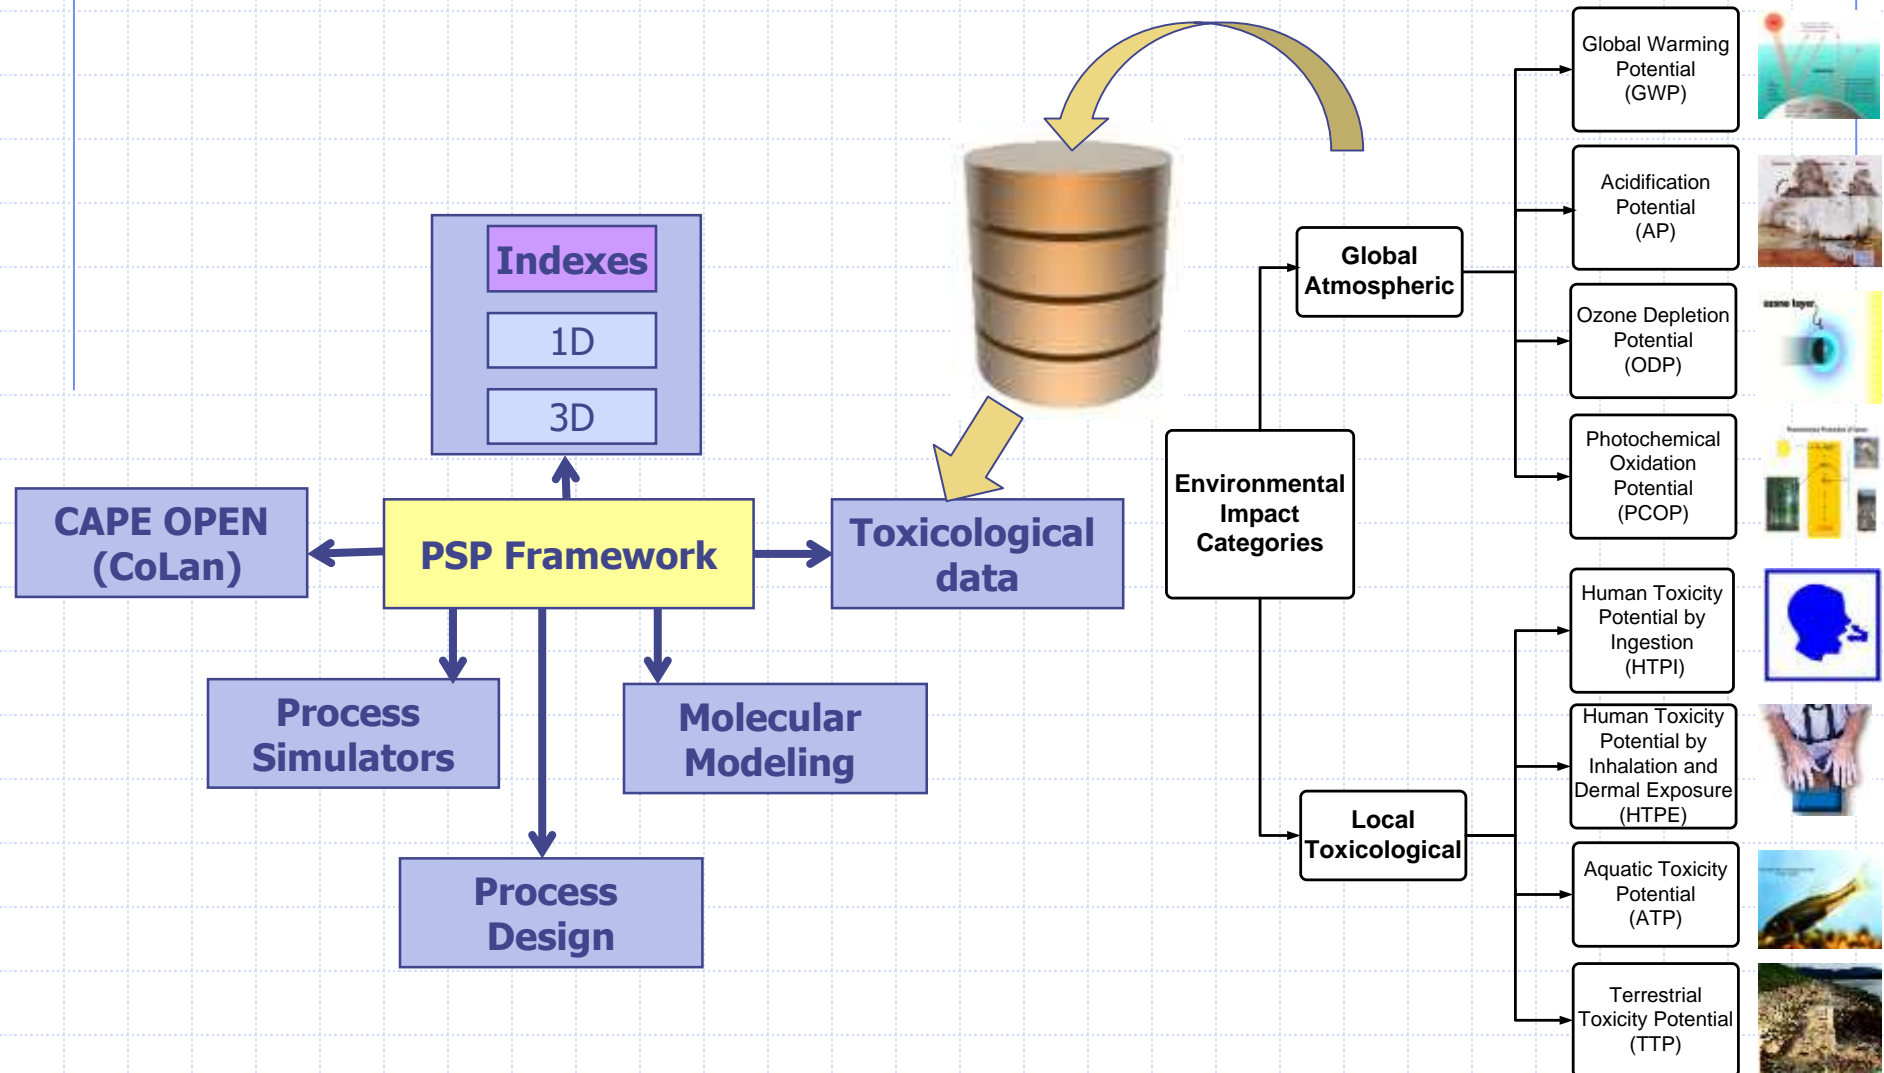 Indexes
1D
3D
CAPE OPEN
(CoLan)
PSP Framework
Toxicological
data
Process
Simulators
Molecular
Modeling
Process
Design
Environmental
Impact
Categories
Global
Atmospheric
Local
Toxicological
Global Warming
Potential
(GWP)
Acidification
Potential
(AP)
Ozone Depletion
Potential
(ODP)
ozone layer
Photochemical
Oxidation
Potential
(PCOP)
Human Toxicity
Potential by
Ingestion
(HTPI)
Human Toxicity
Potential by
Inhalation and
Dermal Exposure
(HTPE)
Aquatic Toxicity
Potential
(ATP)
Terrestrial
Toxicity Potential
(TTP)